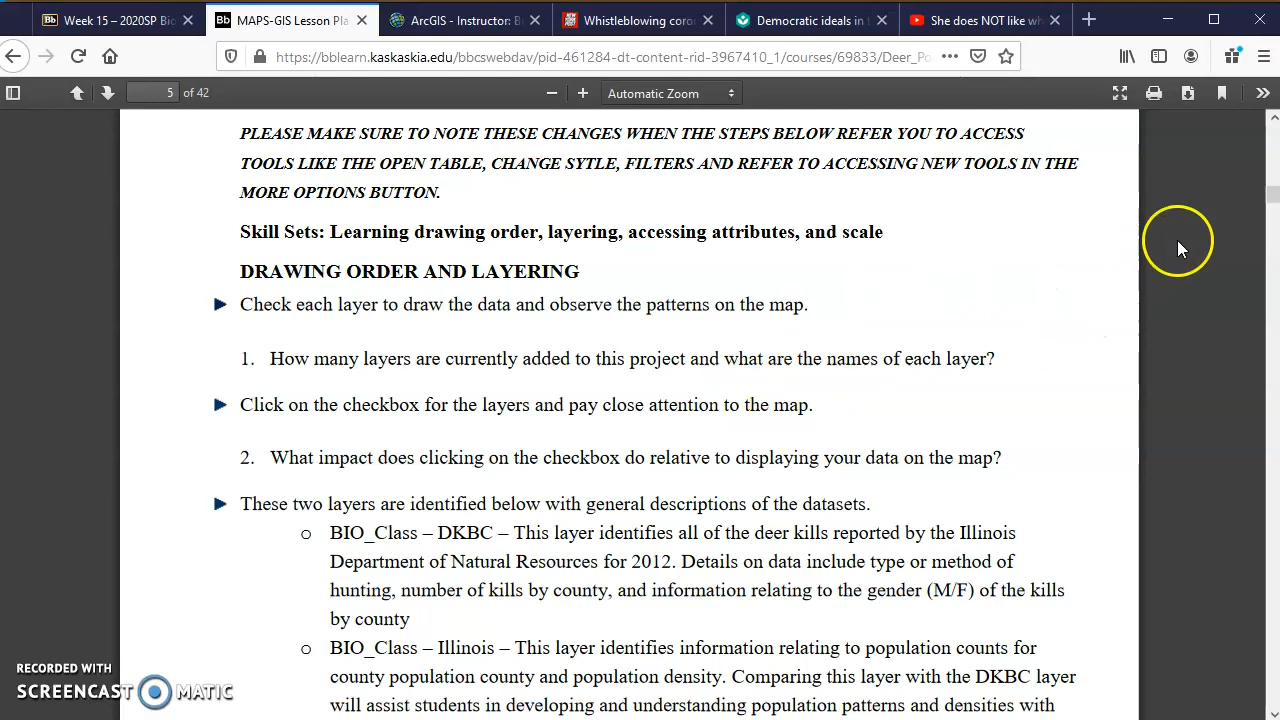 Week 15 – 2020SP Bio
MAPS-GIS Lesson Pla
ArcGIS - Instructor: B
Whistleblowing coro
Democratic ideals in
She does NOT like wh
https://bblearn.kaskaskia.edu/bbcswebdav/pid-461284-dt-content-rid-3967410_1/courses/69833/Deer_Po
5 of 42
Automatic Zoom
PLEASE MAKE SURE TO NOTE THESE CHANGES WHEN THE STEPS BELOW REFER YOU TO ACCESS
TOOLS LIKE THE OPEN TABLE, CHANGE SYTLE, FILTERS AND REFER TO ACCESSING NEW TOOLS IN THE
MORE OPTIONS BUTTON.
Skill Sets: Learning drawing order, layering, accessing attributes, and scale
DRAWING ORDER AND LAYERING
Check each layer to draw the data and observe the patterns on the map.
1. How many layers are currently added to this project and what are the names of each layer?
Click on the checkbox for the layers and pay close attention to the map.
2. What impact does clicking on the checkbox do relative to displaying your data on the map?
These two layers are identified below with general descriptions of the datasets.
o BIO_Class – DKBC – This layer identifies all of the deer kills reported by the Illinois
Department of Natural Resources for 2012. Details on data include type or method of
hunting, number of kills by county, and information relating to the gender (M/F) of the kills
by county
o BIO_Class – Illinois – This layer identifies information relating to population counts for
county population county and population density. Comparing this layer with the DKBC layer
will assist students in developing and understanding population patterns and densities with
RECORDED WITH
SCREENCAST MATIC